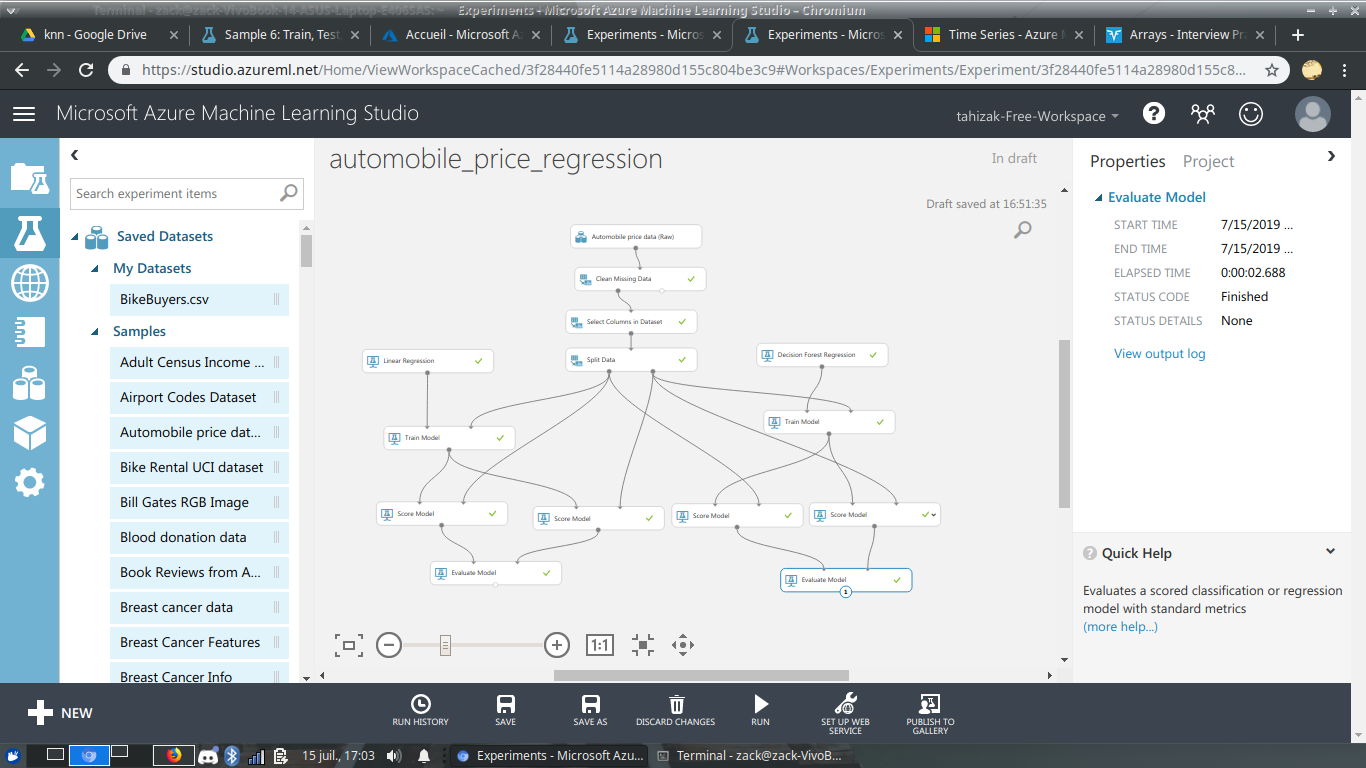 Experiments - Microsoft Azure Machine Learning Studio – Chromium
knn - Google Drive
Sample 6: Train, Test
Accueil - Microsoft Az
Experiments - Micros
Experiments - Micros
Time Series - Azure M
Arrays - Interview Pr
https://studio.azureml.net/Home/ViewWorkspaceCached/3f28440fe5114a28980d155c804be3c9#Workspaces/Experiments/Experiment/3f28440fe5114a28980d155c8...
Microsoft Azure Machine Learning Studio
tahizak-Free-Workspace
Search experiment items
Saved Datasets
My Datasets
BikeBuyers.csv
Samples
Adult Census Income ...
Airport Codes Dataset
Automobile price dat...
Bike Rental UCI dataset
Bill Gates RGB Image
Blood donation data
Book Reviews from A...
Breast cancer data
Breast Cancer Features
Breast Cancer Info
automobile_price_regression
In draft
Draft saved at 16:51:35
Automobile price data (Raw)
Clean Missing Data
Select Columns in Dataset
Linear Regression
Split Data
Decision Forest Regression
Train Model
Train Model
Score Model
Score Model
Score Model
Score Model
Evaluate Model
Evaluate Model
1
1:1
Properties
Project
Evaluate Model
START TIME 7/15/2019 ...
END TIME 7/15/2019 ...
ELAPSED TIME 0:00:02.688
STATUS CODE Finished
STATUS DETAILS None
View output log
Quick Help
Evaluates a scored classification or regression
model with standard metrics
(more help...)
NEW
RUN HISTORY
SAVE
SAVE AS
DISCARD CHANGES
RUN
SET UP WEB
SERVICE
PUBLISH TO
GALLERY
15 juil., 17:03
Experiments - Microsoft Azu...
Terminal - zack@zack-VivoB...